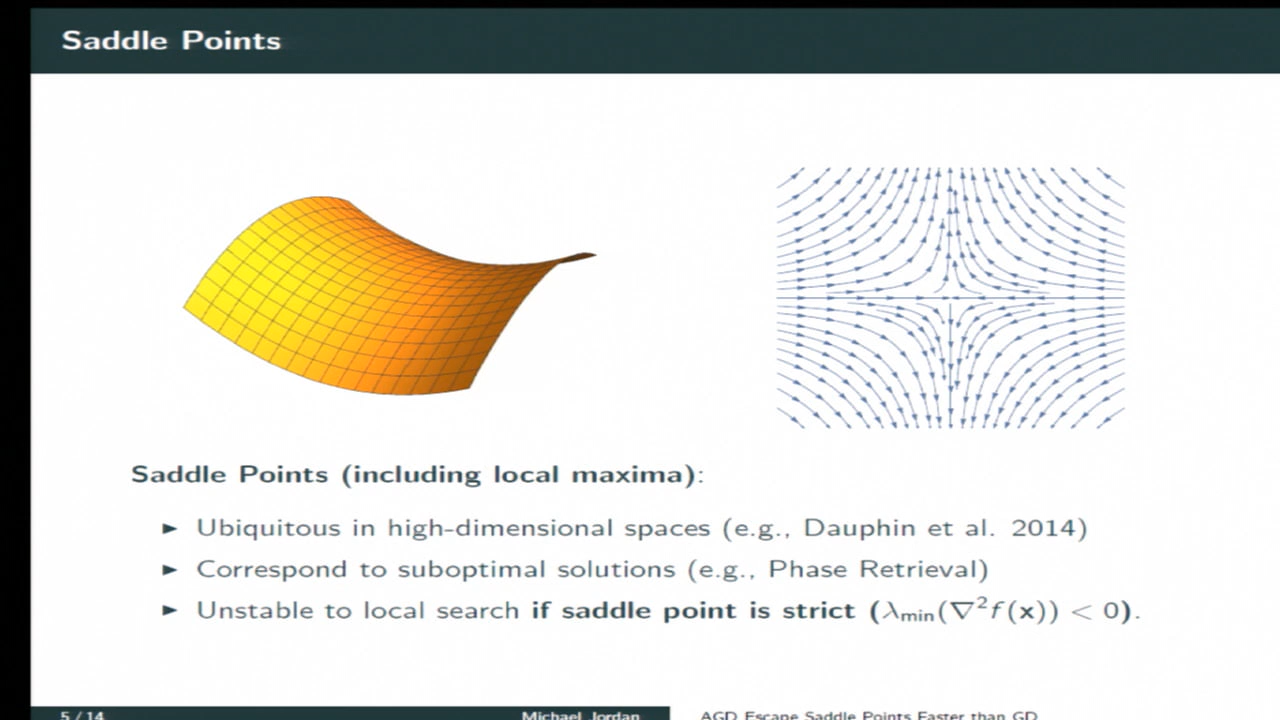 Saddle Points
Saddle Points (including local maxima):
► Ubiquitous in high-dimensional spaces (e.g., Dauphin et al. 2014)
► Correspond to suboptimal solutions (e.g., Phase Retrieval)
► Unstable to local search if saddle point is strict (λmin(∇²f(x)) < 0).
5 / 14 Michael Jordan AGD Escape Saddle Points Faster than GD